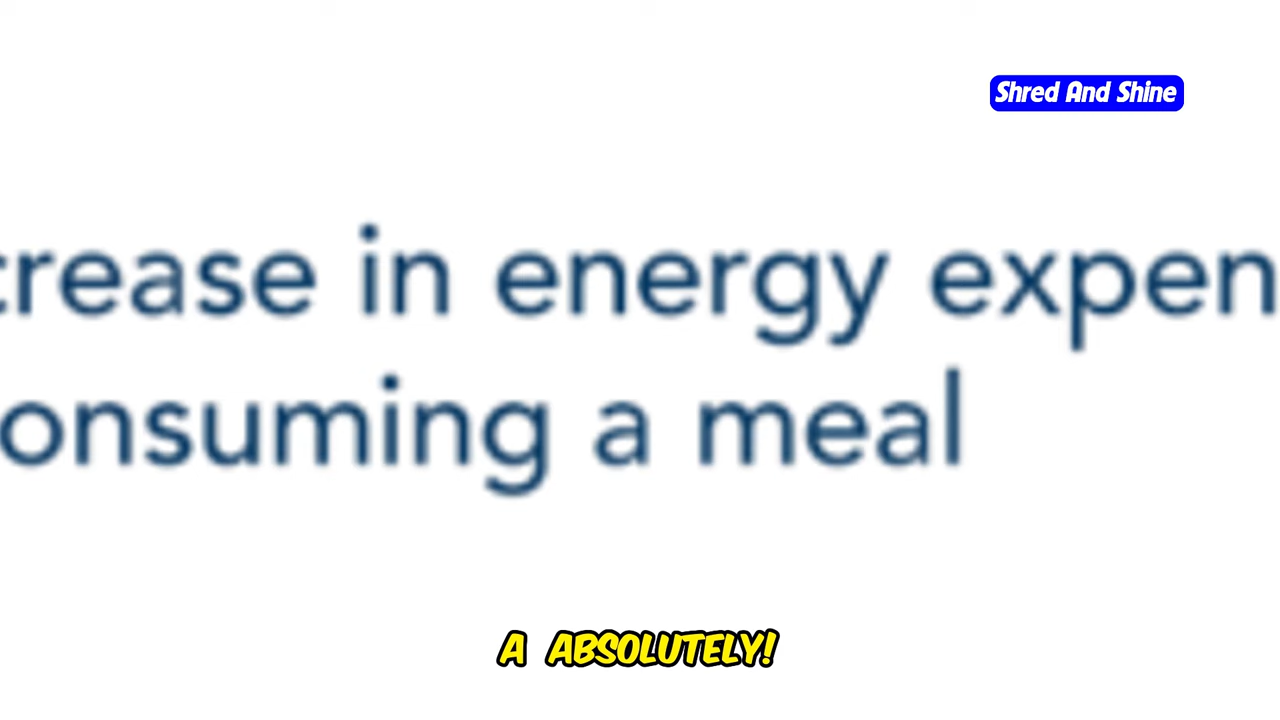 Shred And Shine
crease in energy expen
onsuming a meal
A ABSOLUTELY!